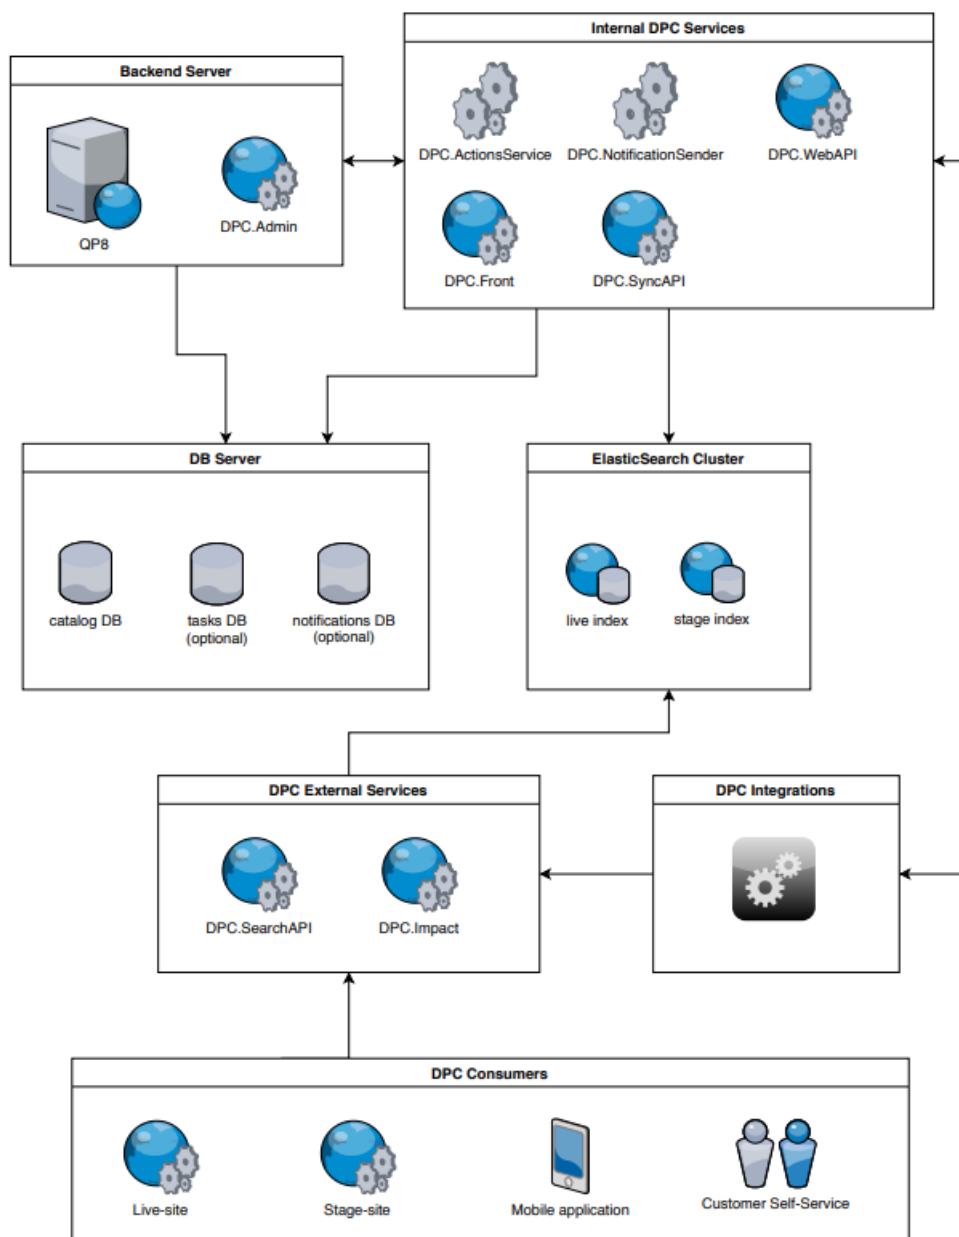 Internal DPC Services
Backend Server
DPC.ActionsService
DPC.NotificationSender
DPC.WebAPI
QP8
DPC.Admin
DPC.Front
DPC.SyncAPI
DB Server
ElasticSearch Cluster
catalog DB
tasks DB
(optional)
notifications DB
(optional)
live index
stage index
DPC External Services
DPC Integrations
DPC.SearchAPI
DPC.Impact
DPC Consumers
Live-site
Stage-site
Mobile application
Customer Self-Service